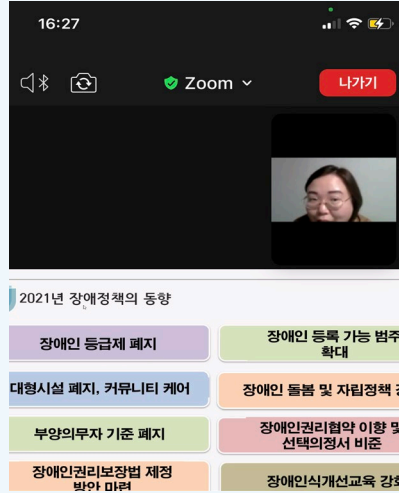 16:27
Zoom
나가기
2021년 장애정책의 동향
장애인 등급제 폐지
장애인 등록 가능 범주
확대
대형시설 폐지, 커뮤니티 케어
장애인 돌봄 및 자립정책
부양의무자 기준 폐지
장애인권리협약 이행 및
선택의정서 비준
장애인권리보장법 제정
방안 마련
장애인식개선교육 강화